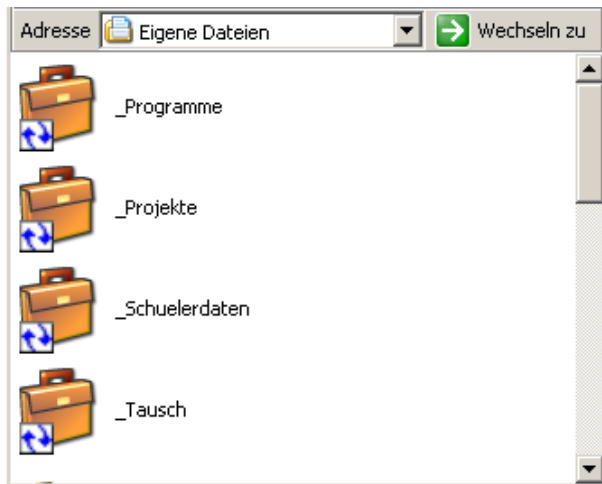 Adresse Eigene Dateien Wechseln zu
_Programme
_Projekte
_Schuelerdaten
_Tausch